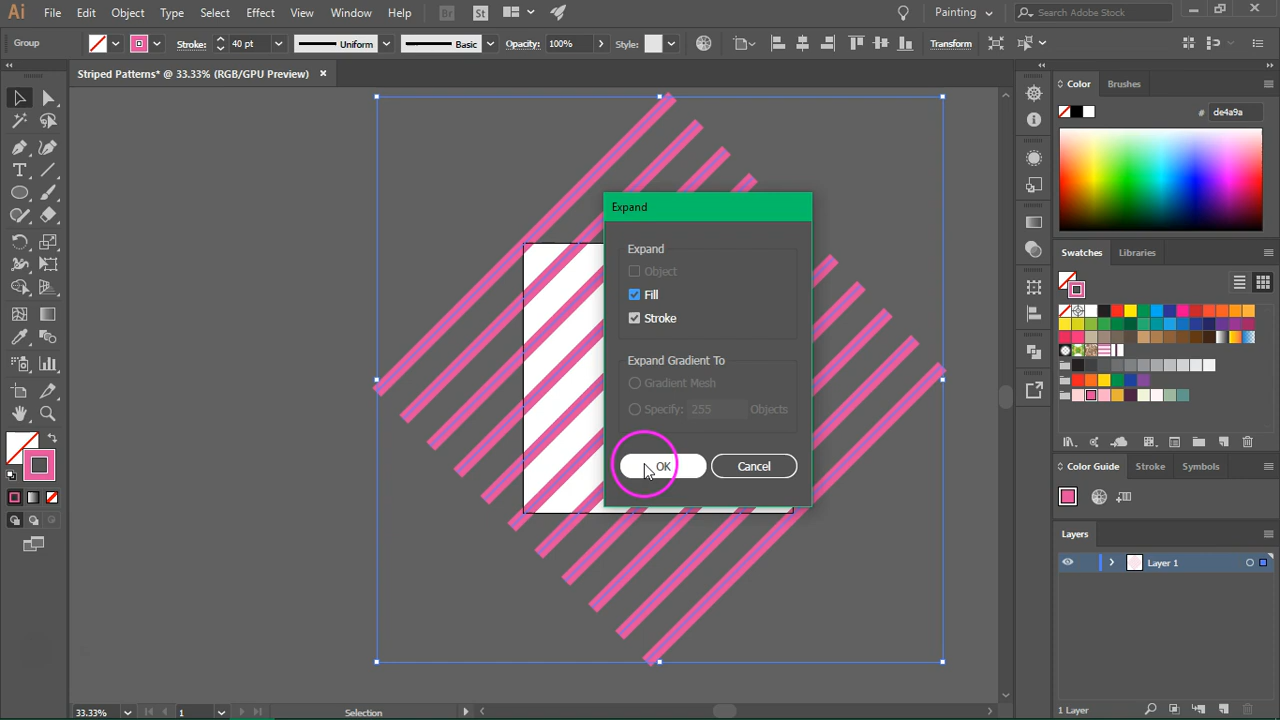 Ai File Edit Object Type Select Effect View Window Help Br St Painting Search Adobe Stock
Group Stroke: 40 pt Uniform Basic Opacity: 100% Style: Transform
Striped Patterns* @ 33.33% (RGB/GPU Preview)
Color Brushes
# de4a9a
Expand
Expand
Object
Fill
Stroke
Expand Gradient To
Gradient Mesh
Specify: 255 Objects
OK Cancel
Swatches Libraries
Color Guide Stroke Symbols
Layers
Layer 1
1 Layer
33.33% 1 Selection